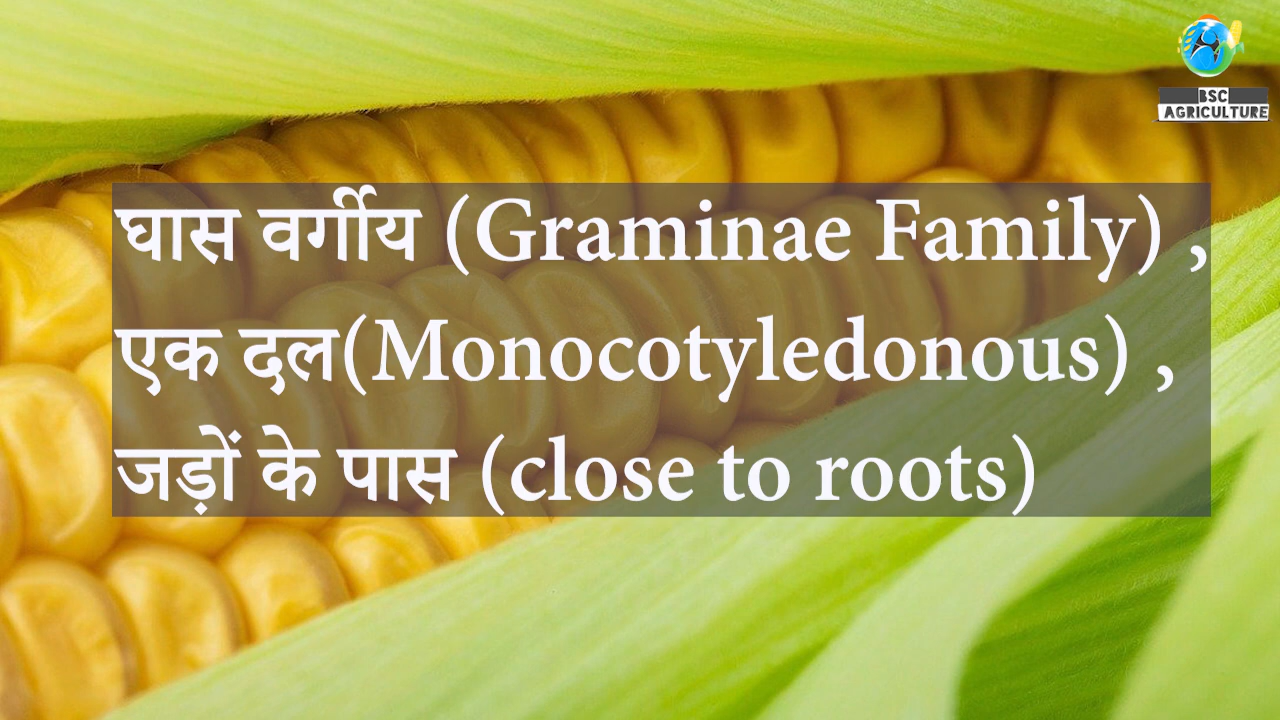 BSC
AGRICULTURE
घास वर्गीय (Graminae Family) ,
एक दल(Monocotyledonous) ,
जड़ों के पास (close to roots)